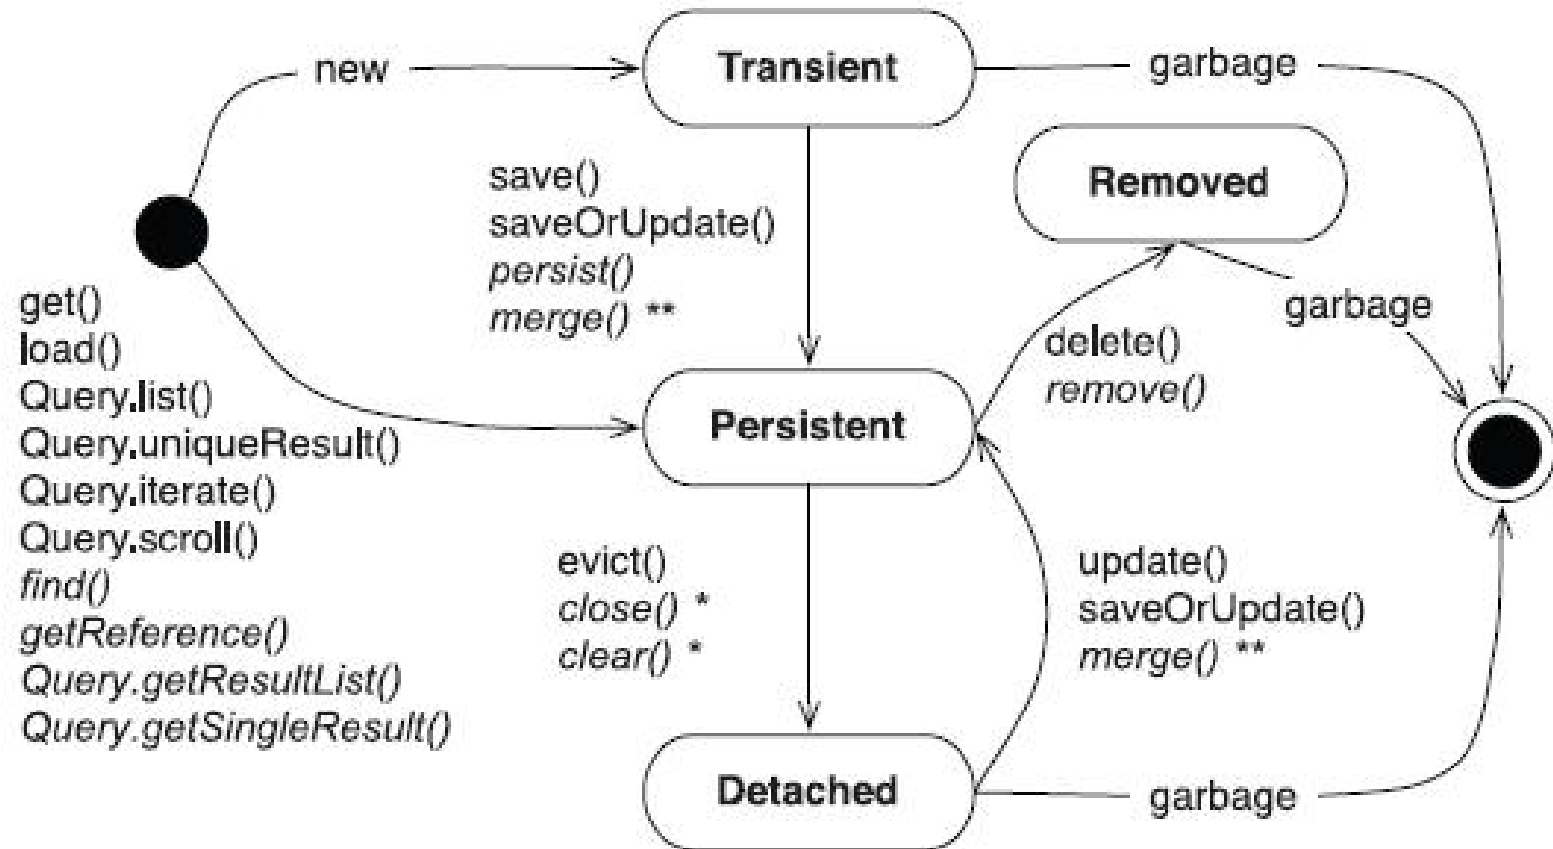 new
Transient
garbage
save()
saveOrUpdate()
persist()
merge() **
Removed
garbage
get()
load()
Query.list()
Query.uniqueResult()
Query.iterate()
Query.scroll()
find()
getReference()
Query.getResultList()
Query.getSingleResult()
delete()
remove()
Persistent
evict()
close() *
clear() *
update()
saveOrUpdate()
merge() **
Detached
garbage